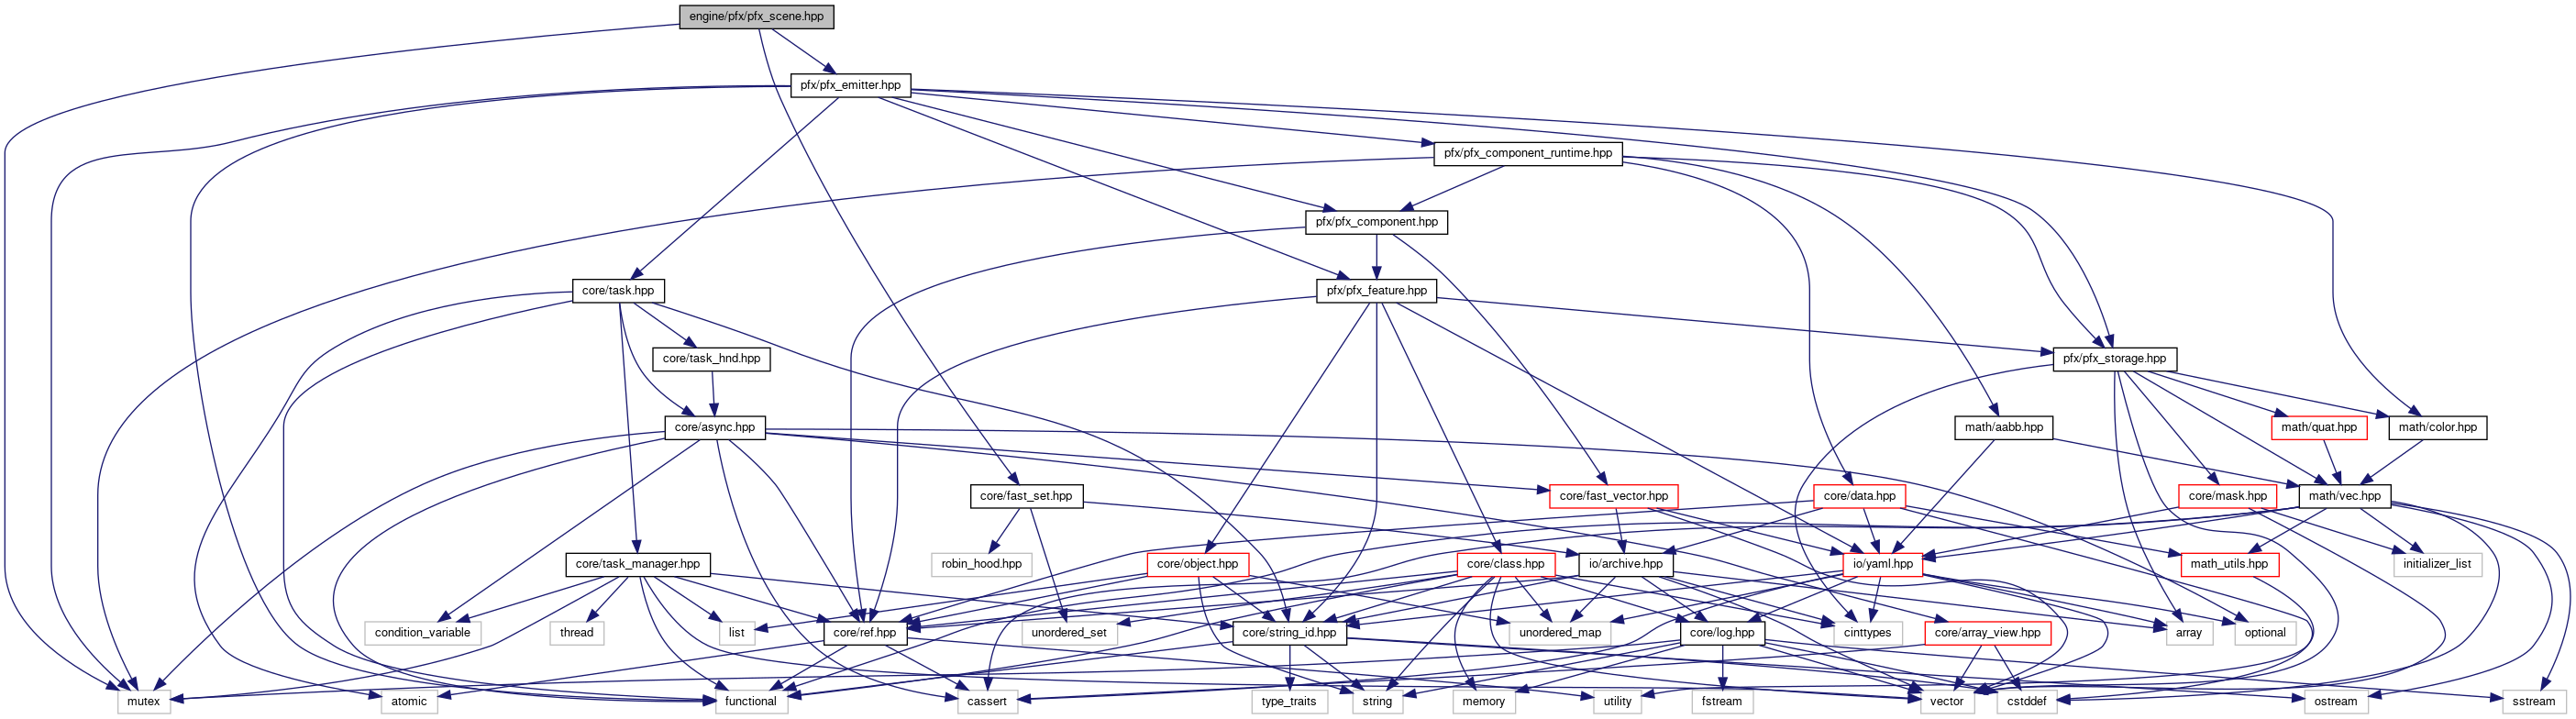 engine/pfx/pfx_scene.hpp
pfx/pfx_emitter.hpp
pfx/pfx_component_runtime.hpp
pfx/pfx_component.hpp
core/task.hpp
pfx/pfx_feature.hpp
core/task_hnd.hpp
pfx/pfx_storage.hpp
core/async.hpp
math/aabb.hpp
math/quat.hpp
math/color.hpp
core/fast_set.hpp
core/fast_vector.hpp
core/data.hpp
core/mask.hpp
math/vec.hpp
robin_hood.hpp
core/task_manager.hpp
core/object.hpp
core/class.hpp
io/archive.hpp
io/yaml.hpp
math_utils.hpp
initializer_list
condition_variable
thread
list
core/ref.hpp
unordered_set
core/string_id.hpp
unordered_map
core/log.hpp
cinttypes
core/array_view.hpp
array
optional
mutex
atomic
functional
cassert
type_traits
string
memory
utility
fstream
vector
cstddef
ostream
sstream